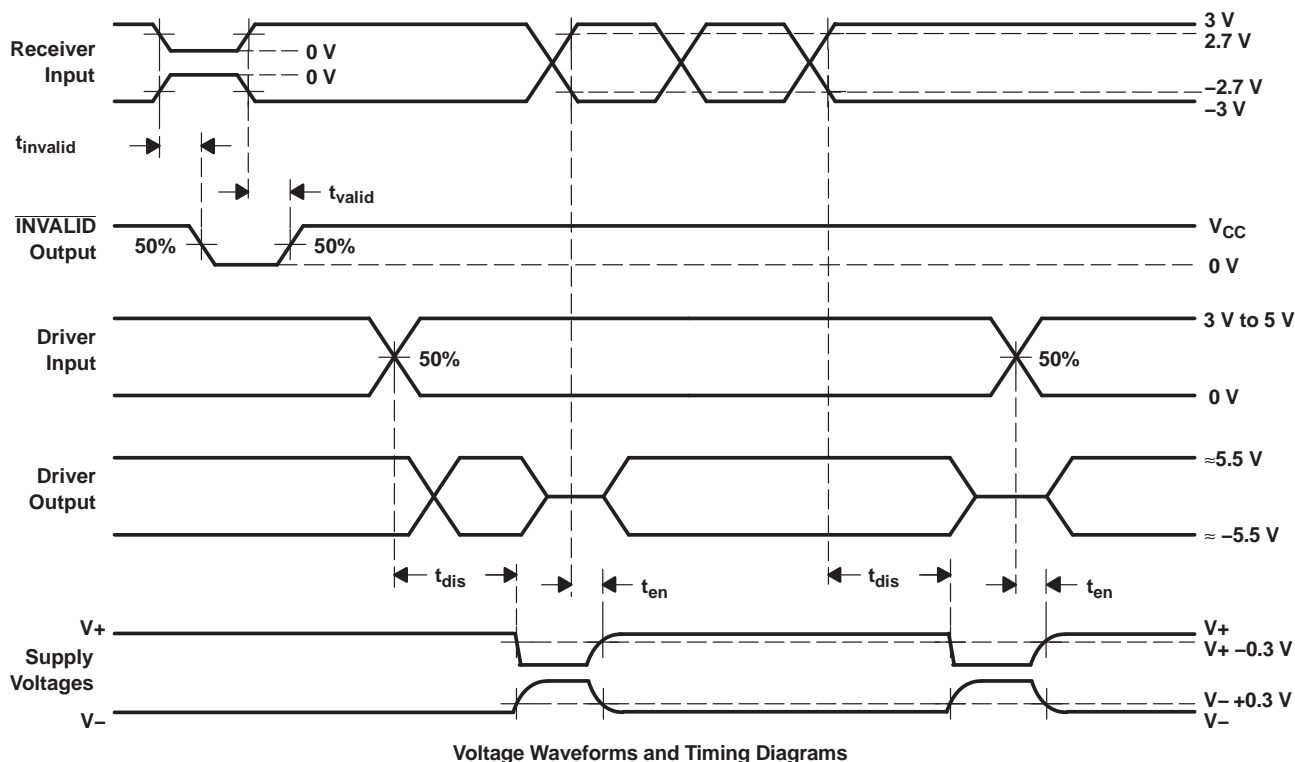 3 V
2.7 V
Receiver
Input
0 V
0 V
−2.7 V
−3 V
tinvalid
tvalid
INVALID
Output
50%
50%
VCC
0 V
Driver
Input
50%
50%
3 V to 5 V
0 V
Driver
Output
≈5.5 V
≈ −5.5 V
tdis
ten
tdis
ten
V+
Supply
Voltages
V−
V+
V+ −0.3 V
V− +0.3 V
V−
Voltage Waveforms and Timing Diagrams